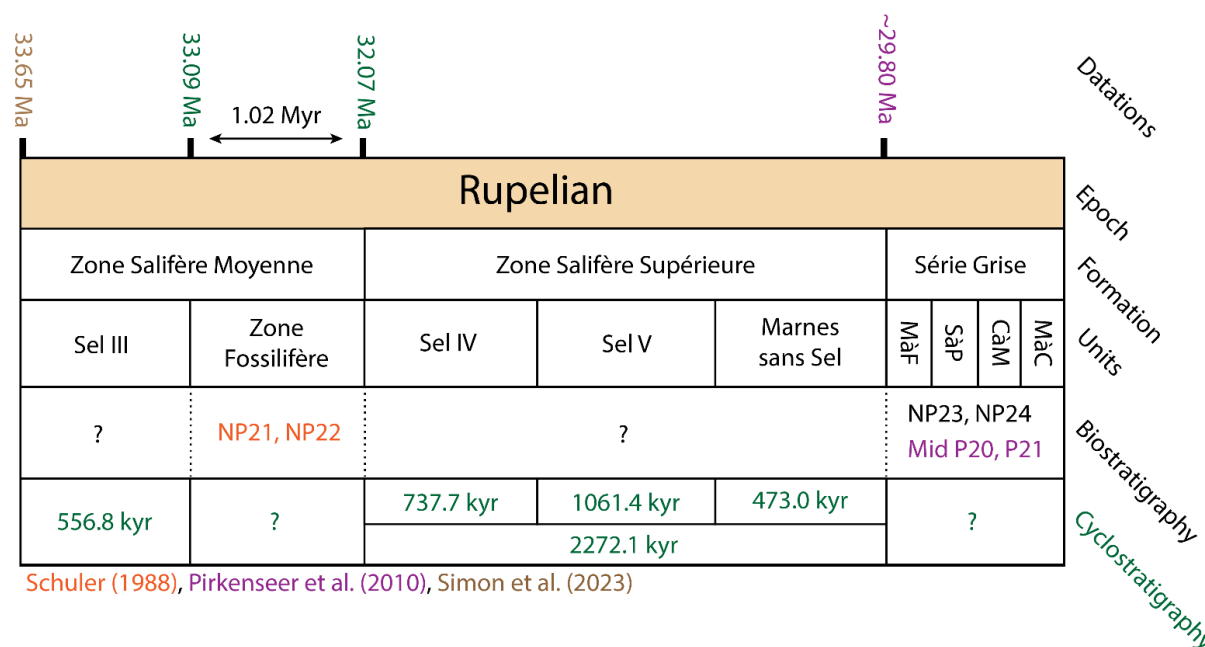 33.65 Ma
33.09 Ma
1.02 Myr
32.07 Ma
~29.80 Ma
Datations
Rupelian
Epoch
Zone Salifère Moyenne
Zone Salifère Supérieure
Série Grise
Formation
Sel III
Zone
Fossilifère
Sel IV
Sel V
Marnes
sans Sel
MàF
SàP
CàM
MàC
Units
?
NP21, NP22
?
NP23, NP24
Mid P20, P21
Biostratigraphy
556.8 kyr
?
737.7 kyr
1061.4 kyr
473.0 kyr
2272.1 kyr
?
Cyclostratigraphy
Schuler (1988), Pirkenseer et al. (2010), Simon et al. (2023)